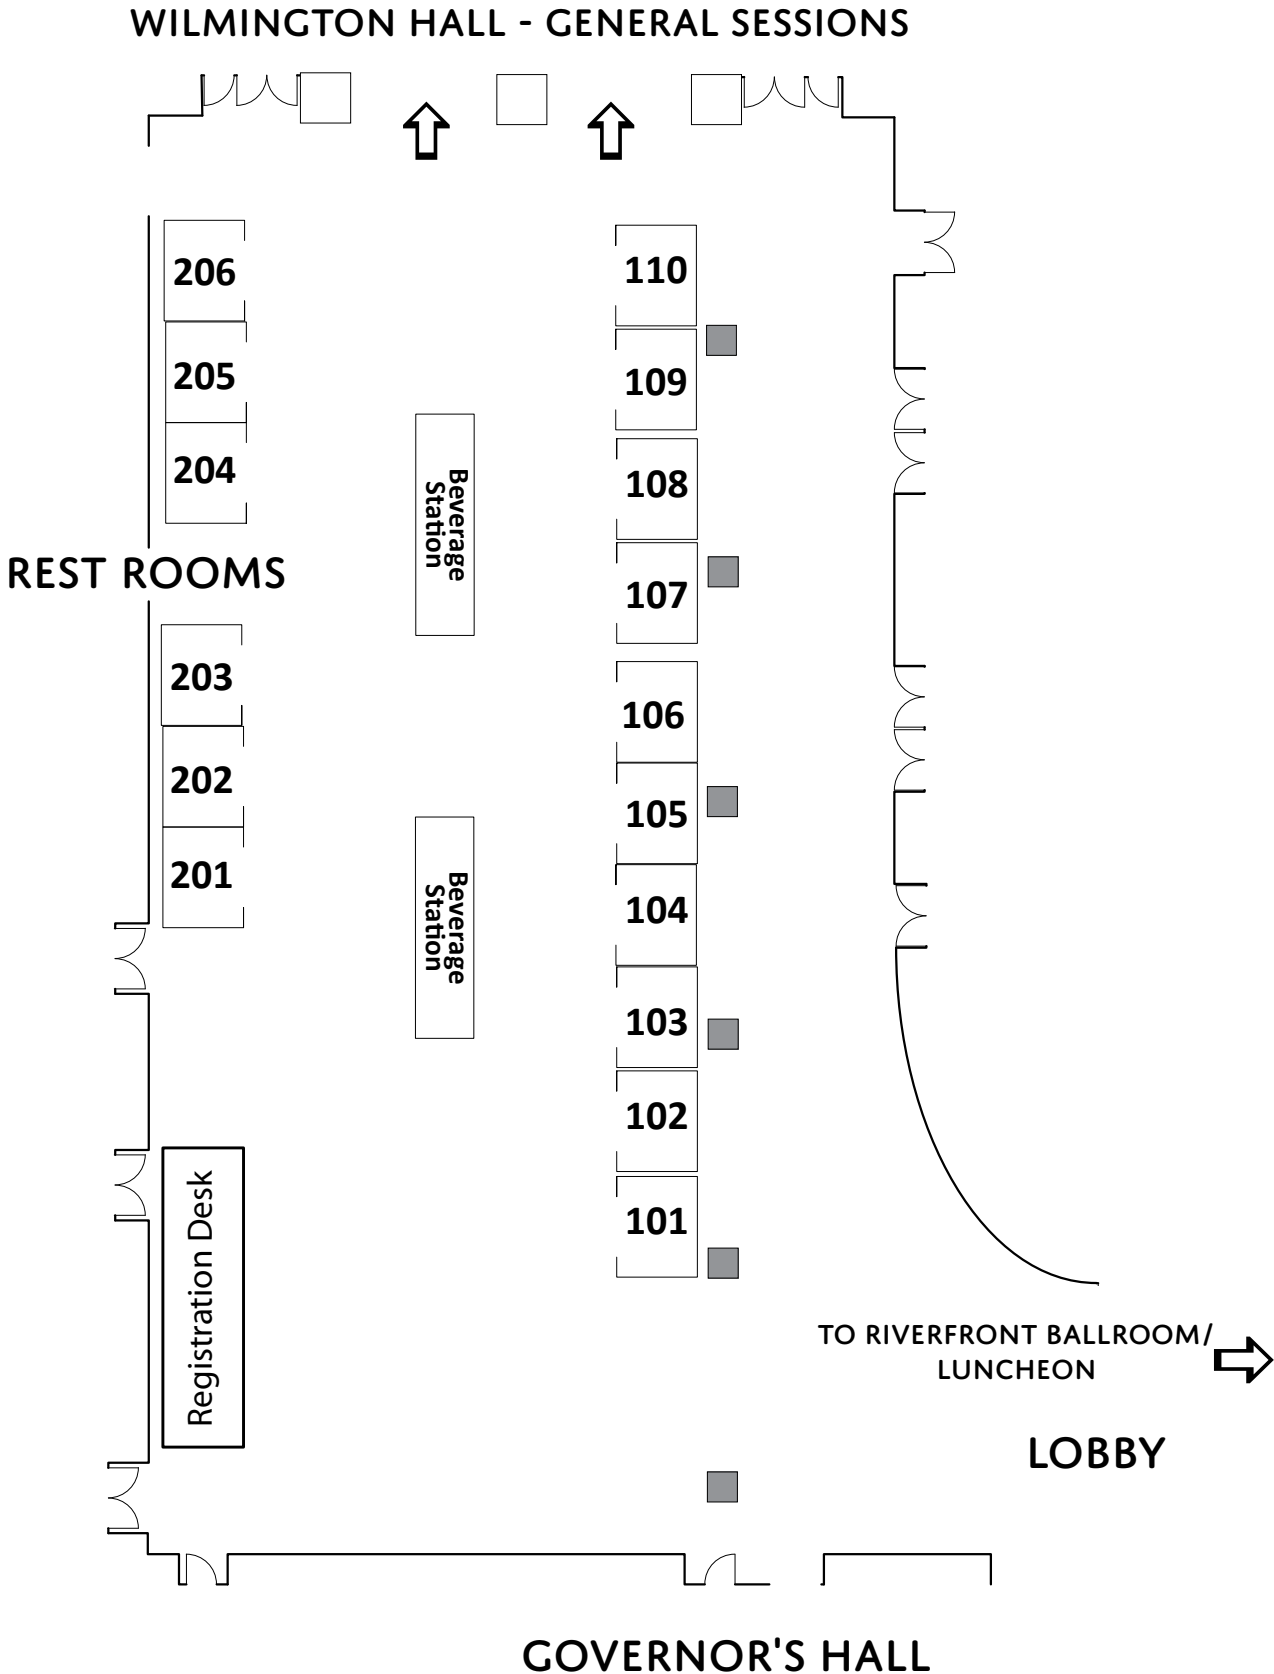 WILMINGTON HALL - GENERAL SESSIONS
206
110
205
109
204
108
Beverage
Station
REST ROOMS
107
203
106
202
105
201
104
Beverage
Station
103
102
101
Registration Desk
TO RIVERFRONT BALLROOM/
LUNCHEON
LOBBY
GOVERNOR'S HALL